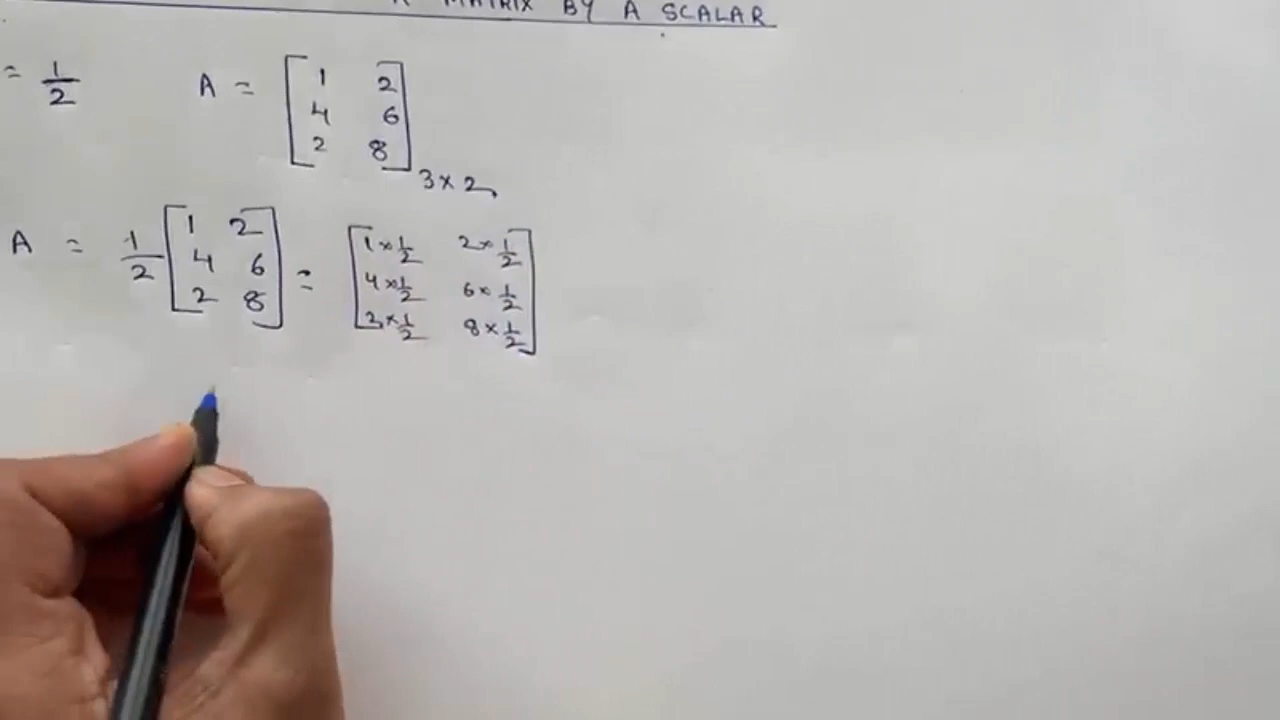 MATRIX BY A SCALAR
= 1/2 A = [1 2
4 6
2 8] 3×2
A = 1/2 [1 2
4 6
2 8] = [1×1/2 2×1/2
4×1/2 6×1/2
2×1/2 8×1/2]